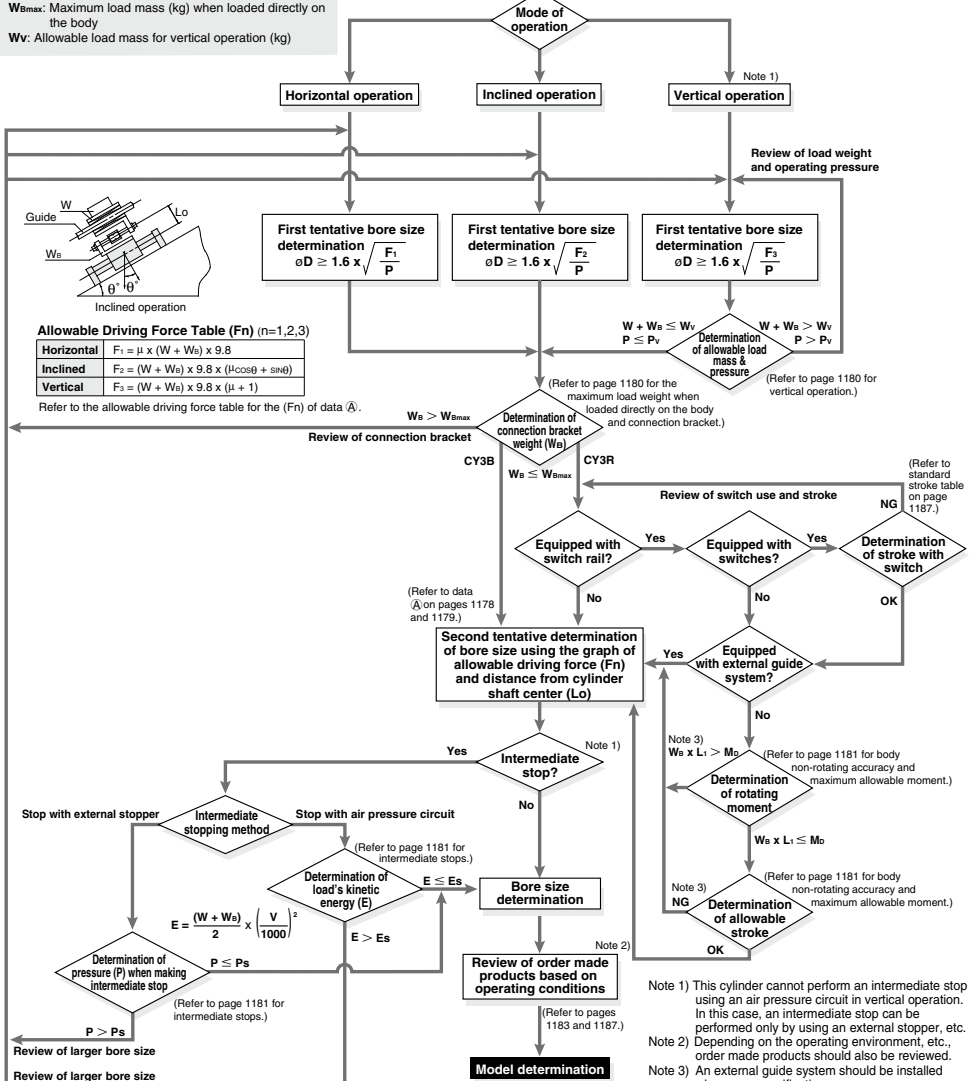 WBmax: Maximum load mass (kg) when loaded directly on
the body
Wv: Allowable load mass for vertical operation (kg)
Mode of
operation
Note 1)
Horizontal operation
Inclined operation
Vertical operation
Review of load weight
and operating pressure
W
Guide
Lo
WB
θ° θ°
Inclined operation
First tentative bore size
determination
øD ≥ 1.6 x √ F1 / P
First tentative bore size
determination
øD ≥ 1.6 x √ F2 / P
First tentative bore size
determination
øD ≥ 1.6 x √ F3 / P
Allowable Driving Force Table (Fn) (n=1,2,3)
Horizontal F1 = μ x (W + WB) x 9.8
Inclined F2 = (W + WB) x 9.8 x (μcosθ + sinθ)
Vertical F3 = (W + WB) x 9.8 x (μ + 1)
Refer to the allowable driving force table for the (Fn) of data Ⓐ.
W + WB ≤ Wv
P ≤ Pv
Determination
of allowable load
mass &
pressure
W + WB > Wv
P > Pv
(Refer to page 1180 for
vertical operation.)
(Refer to page 1180 for the
maximum load weight when
loaded directly on the body
and connection bracket.)
WB > WBmax
Review of connection bracket
Determination of
connection bracket
weight (WB)
CY3B
WB ≤ WBmax
CY3R
Review of switch use and stroke
(Refer to
standard
stroke table
on page
1187.)
NG
Equipped with
switch rail?
Yes
Equipped with
switches?
Yes
Determination
of stroke with
switch
No
No
OK
(Refer to data
Ⓐ on pages 1178
and 1179.)
Second tentative determination
of bore size using the graph of
allowable driving force (Fn)
and distance from cylinder
shaft center (Lo)
Yes
Equipped
with external guide
system?
No
Note 3)
WB x L1 > MD
(Refer to page 1181 for body
non-rotating accuracy and
maximum allowable moment.)
Determination
of rotating
moment
WB x L1 ≤ MD
Note 3)
NG
(Refer to page 1181 for body
non-rotating accuracy and
maximum allowable moment.)
Determination
of allowable
stroke
OK
Yes
Intermediate
stop?
Note 1)
No
Stop with external stopper
Intermediate
stopping method
Stop with air pressure circuit
(Refer to page 1181 for
intermediate stops.)
Determination of
load's kinetic
energy (E)
E ≤ Es
E = (W + WB) / 2 x (V / 1000)²
E > Es
Bore size
determination
Determination of
pressure (P) when making
intermediate stop
P ≤ Ps
(Refer to page 1181 for
intermediate stops.)
P > Ps
Review of larger bore size
Review of larger bore size
Note 2)
Review of order made
products based on
operating conditions
(Refer to pages
1183 and 1187.)
Model determination
Note 1) This cylinder cannot perform an intermediate stop
using an air pressure circuit in vertical operation.
In this case, an intermediate stop can be
performed only by using an external stopper, etc.
Note 2) Depending on the operating environment, etc.,
order made products should also be reviewed.
Note 3) An external guide system should be installed